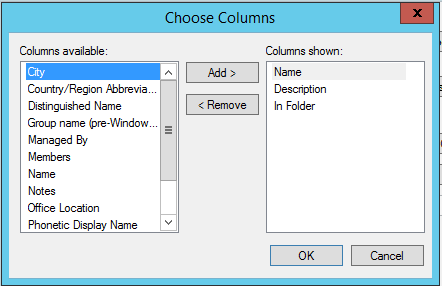 Choose Columns
x
Columns available:
Columns shown:
City
Country/Region Abbrevia...
Distinguished Name
Group name (pre-Window...
Managed By
Members
Name
Notes
Office Location
Phonetic Display Name
Add >
< Remove
Name
Description
In Folder
OK
Cancel